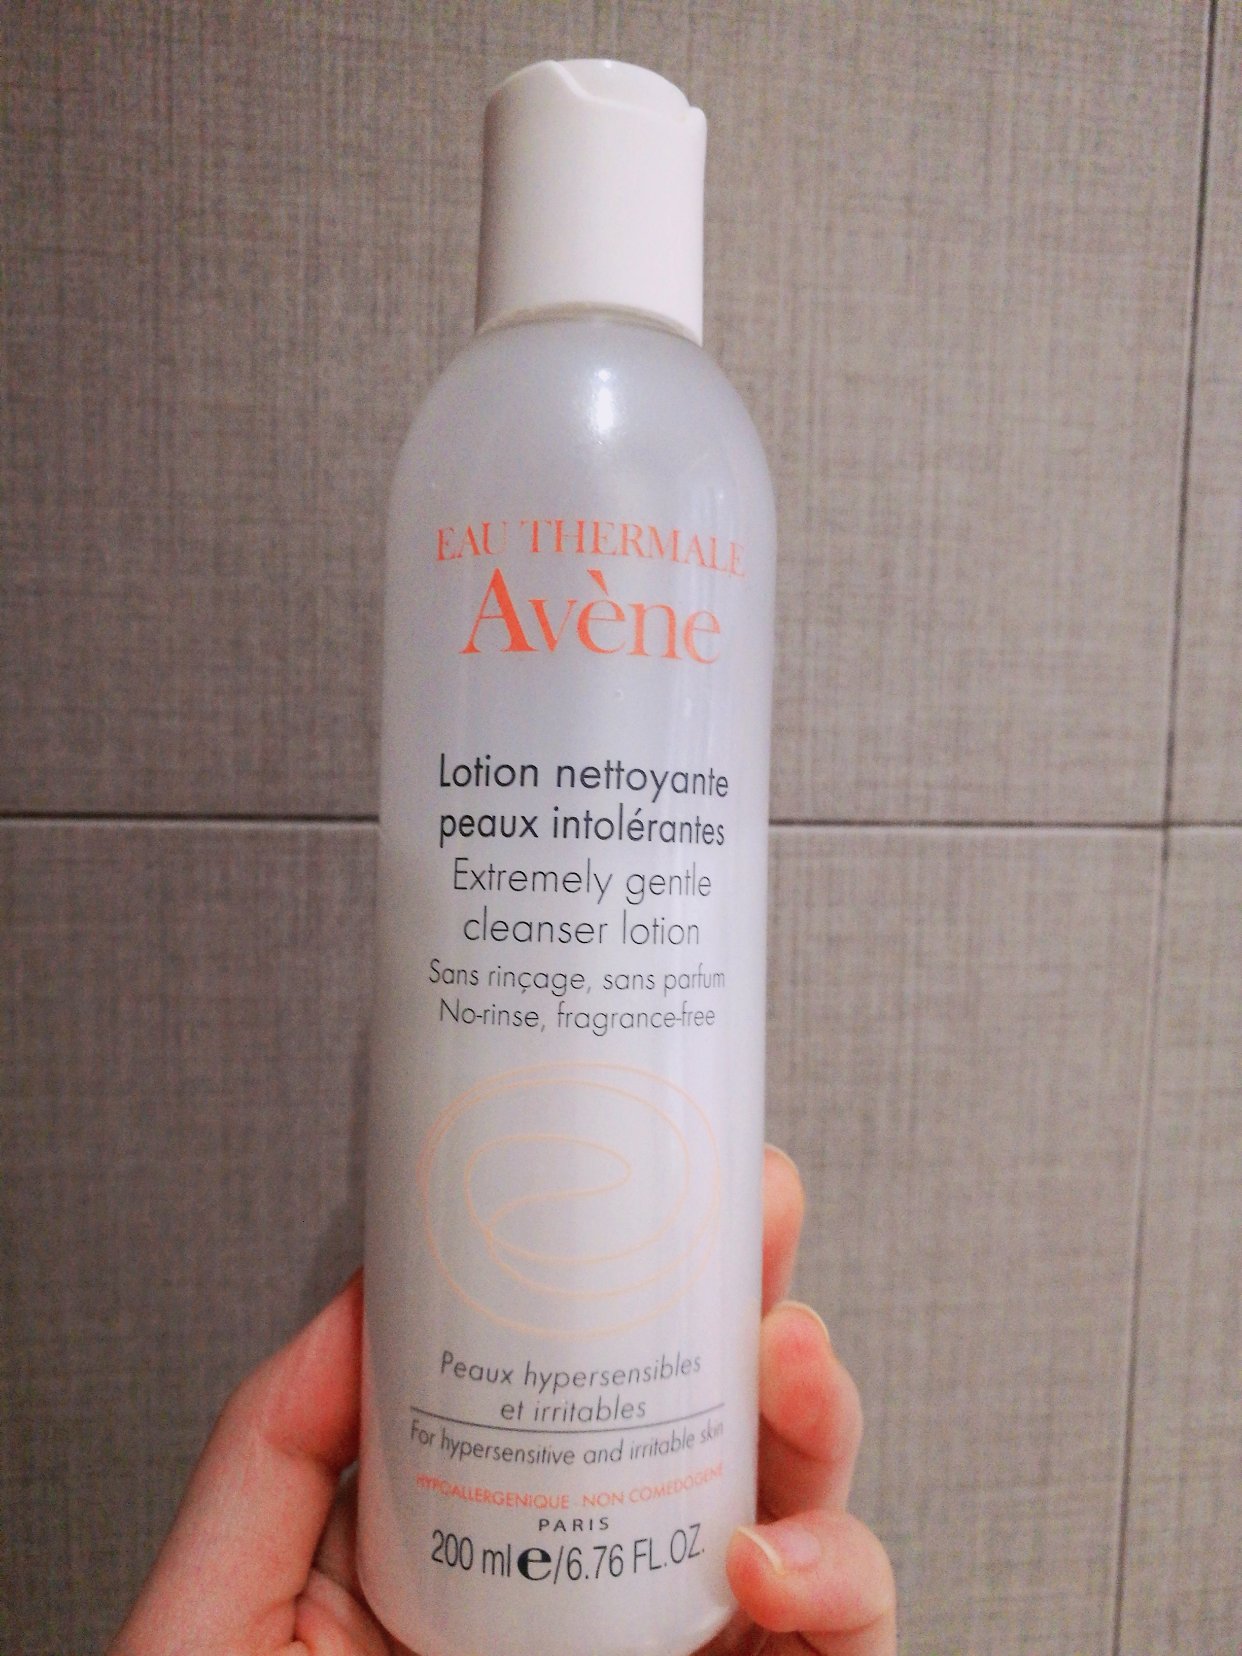 EAU THERMALE
Avène
Lotion nettoyante
peaux intolérantes
Extremely gentle
cleanser lotion
Sans rinçage, sans parfum
No-rinse, fragrance-free
Peaux hypersensibles
et irritables
For hypersensitive and irritable skin
HYPOALLERGENIQUE - NON COMEDOGENE
PARIS
200 ml e/6.76 FL.OZ.